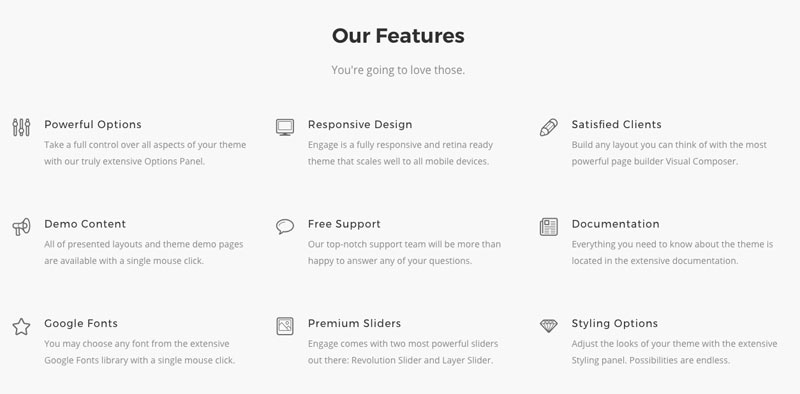 Our Features
You're going to love those.
Powerful Options
Take a full control over all aspects of your theme
with our truly extensive Options Panel.
Responsive Design
Engage is a fully responsive and retina ready
theme that scales well to all mobile devices.
Satisfied Clients
Build any layout you can think of with the most
powerful page builder Visual Composer.
Demo Content
All of presented layouts and theme demo pages
are available with a single mouse click.
Free Support
Our top-notch support team will be more than
happy to answer any of your questions.
Documentation
Everything you need to know about the theme is
located in the extensive documentation.
Google Fonts
You may choose any font from the extensive
Google Fonts library with a single mouse click.
Premium Sliders
Engage comes with two most powerful sliders
out there: Revolution Slider and Layer Slider.
Styling Options
Adjust the looks of your theme with the extensive
Styling panel. Possibilities are endless.